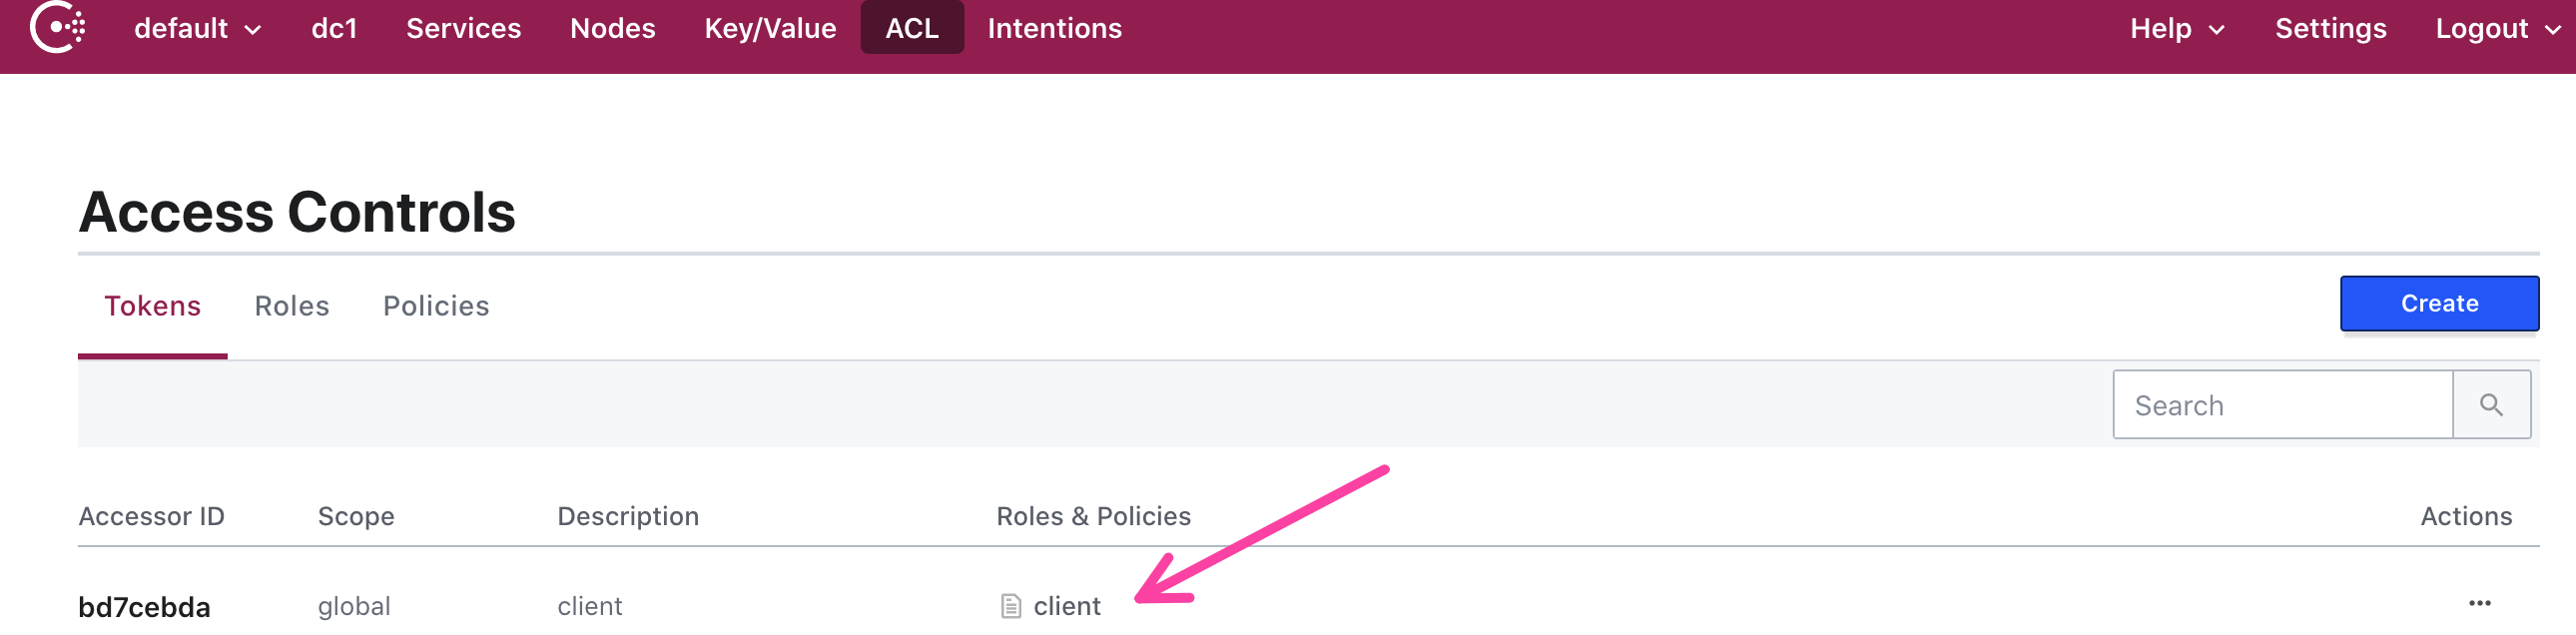 default dc1 Services Nodes Key/Value ACL Intentions Help Settings Logout
Access Controls
Tokens Roles Policies Create
Search
Accessor ID Scope Description Roles & Policies Actions
bd7cebda global client client